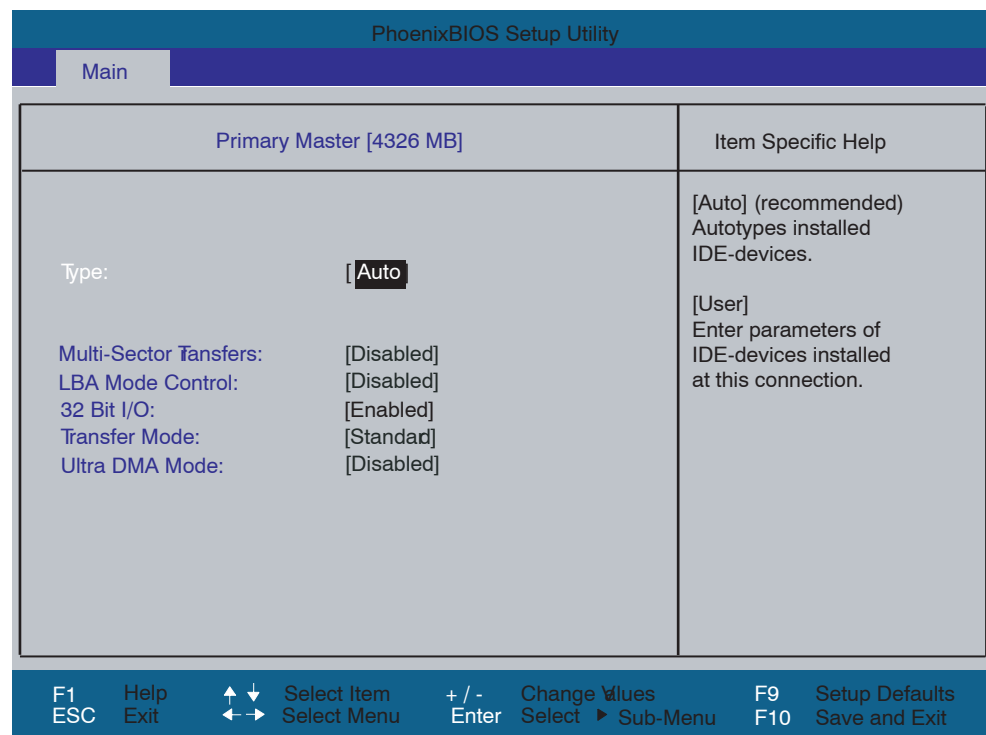 PhoenixBIOS Setup Utility
Main
Primary Master [4326 MB]
Item Specific Help
Type:
[ Auto]
Multi-Sector Tansfers:
[Disabled]
LBA Mode Control:
[Disabled]
32 Bit I/O:
[Enabled]
Transfer Mode:
[Standard]
Ultra DMA Mode:
[Disabled]
[Auto] (recommended)
Autotypes installed
IDE-devices.
[User]
Enter parameters of
IDE-devices installed
at this connection.
F1 Help ↑ ↓ Select Item + / - Change Values F9 Setup Defaults
ESC Exit ← → Select Menu Enter Select ▶ Sub-Menu F10 Save and Exit